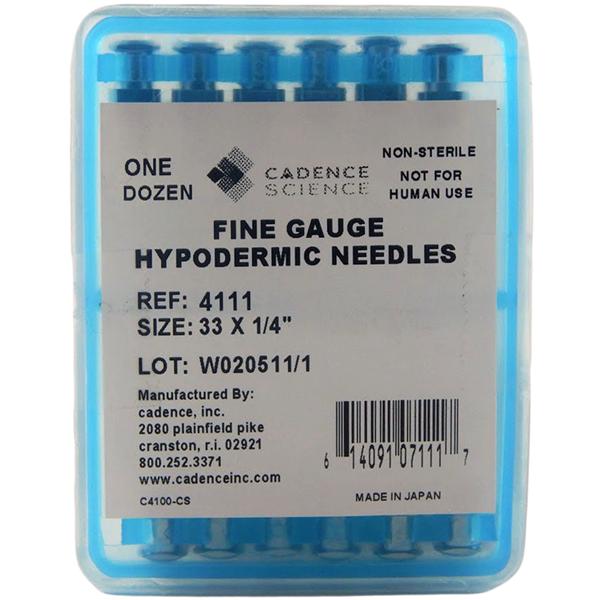 ONE
DOZEN
CADENCE
SCIENCE
NON-STERILE
NOT FOR
HUMAN USE
FINE GAUGE
HYPODERMIC NEEDLES
REF: 4111
SIZE: 33 X 1/4"
LOT: W020511/1
Manufactured By:
cadence, inc.
2080 plainfield pike
cranston, r.i. 02921
800.252.3371
www.cadenceinc.com
C4100-CS
6 14091 07111 7
MADE IN JAPAN